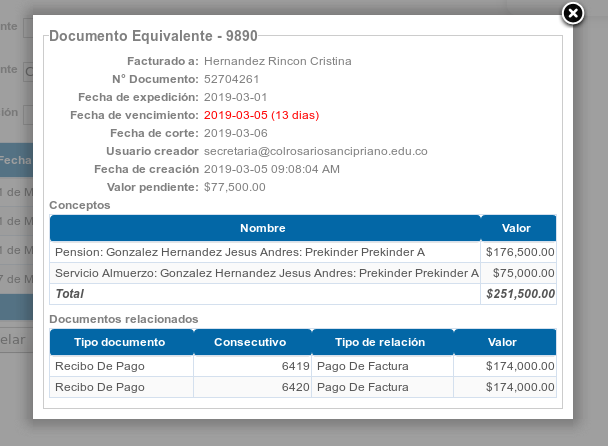 Documento Equivalente - 9890
nte
Facturado a: Hernandez Rincon Cristina
N° Documento: 52704261
nte
Fecha de expedición: 2019-03-01
ión
Fecha de vencimiento: 2019-03-05 (13 dias)
Fecha de corte: 2019-03-06
Usuario creador secretaria@colrosariosancipriano.edu.co
Fecha
Fecha de creación 2019-03-05 09:08:04 AM
Valor pendiente: $77,500.00
1 de M
Conceptos
1 de M
Nombre Valor
1 de M
Pension: Gonzalez Hernandez Jesus Andres: Prekinder Prekinder A $176,500.00
7 de M
Servicio Almuerzo: Gonzalez Hernandez Jesus Andres: Prekinder Prekinder A $75,000.00
Total $251,500.00
Documentos relacionados
elar
Tipo documento Consecutivo Tipo de relación Valor
Recibo De Pago 6419 Pago De Factura $174,000.00
Recibo De Pago 6420 Pago De Factura $174,000.00